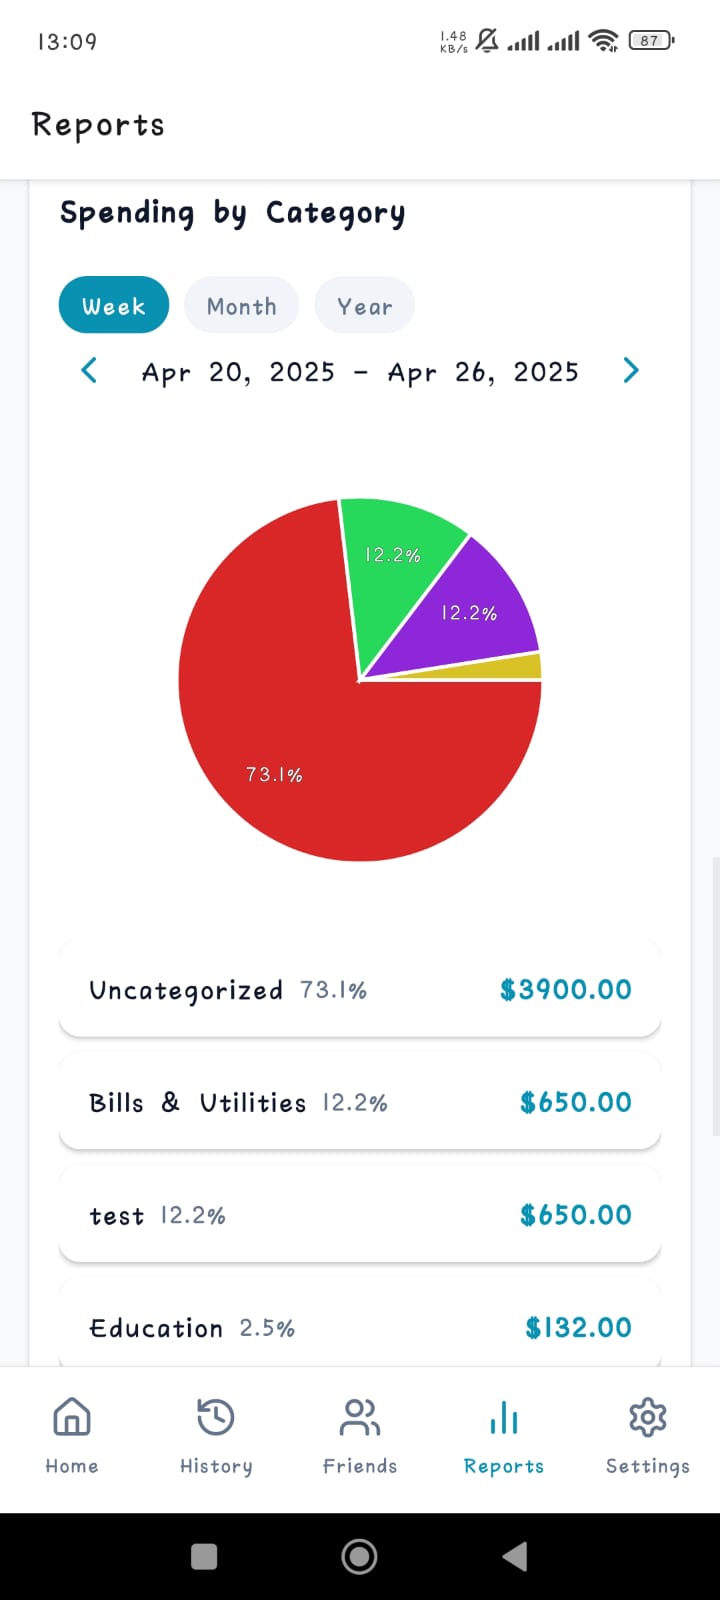 13:09
1.48
KB/s
87
Reports
Spending by Category
Week Month Year
Apr 20, 2025 - Apr 26, 2025
12.2%
12.2%
73.1%
Uncategorized 73.1% $3900.00
Bills & Utilities 12.2% $650.00
test 12.2% $650.00
Education 2.5% $132.00
Home History Friends Reports Settings